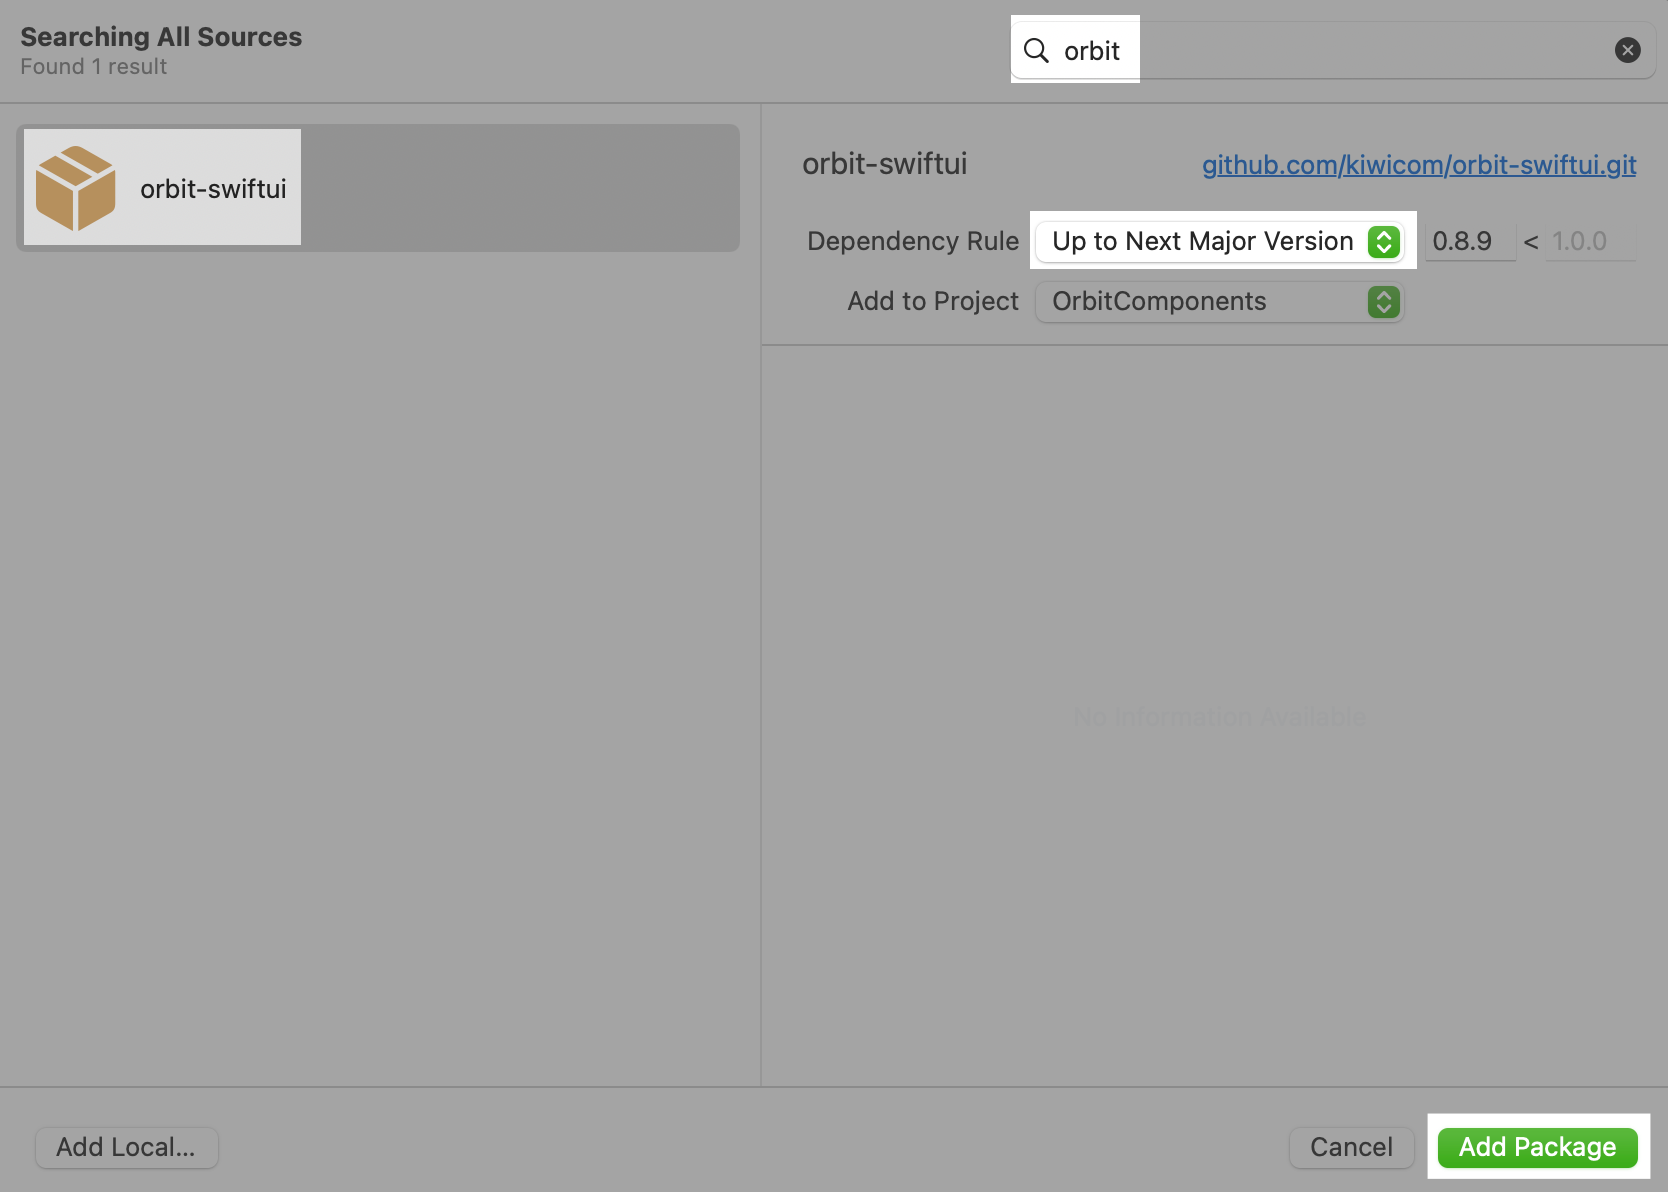 Searching All Sources
Found 1 result
orbit
orbit-swiftui
orbit-swiftui
github.com/kiwicom/orbit-swiftui.git
Dependency Rule Up to Next Major Version 0.8.9 < 1.0.0
Add to Project OrbitComponents
No Information Available
Add Local...
Cancel
Add Package